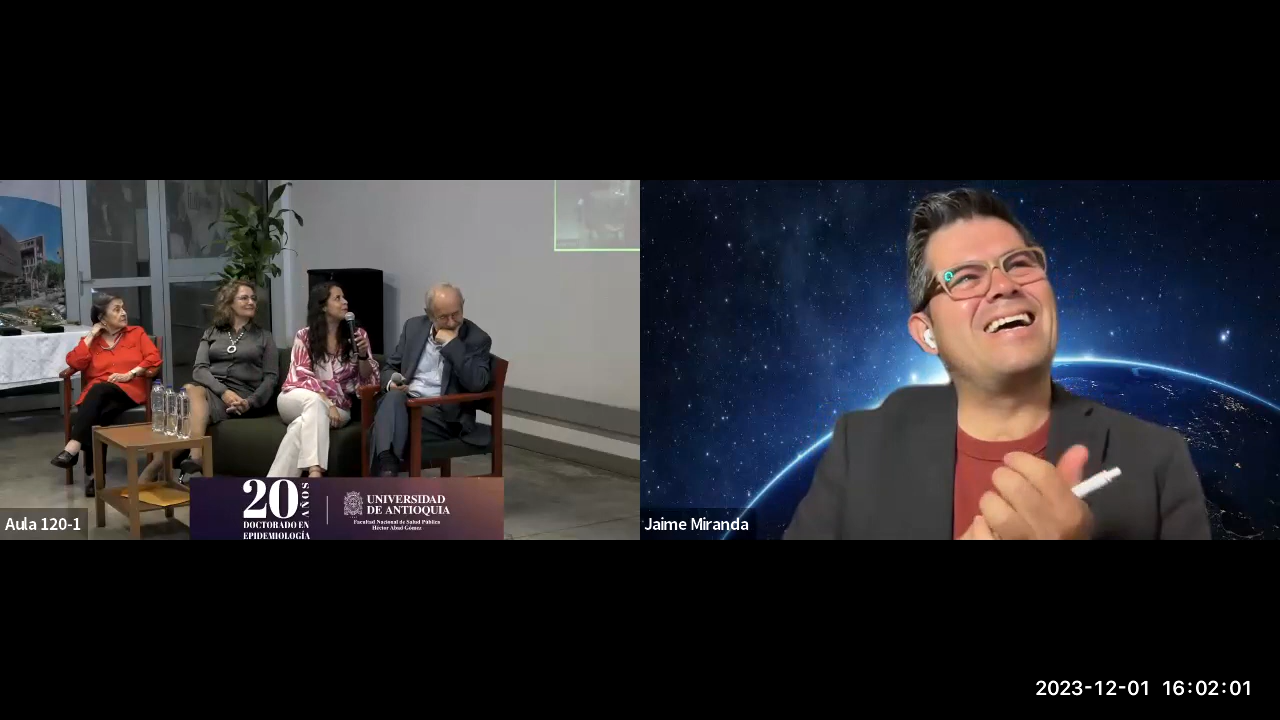 Aula 120-1
20
AÑOS
DOCTORADO EN
EPIDEMIOLOGÍA
UNIVERSIDAD
DE ANTIOQUIA
Facultad Nacional de Salud Pública
Héctor Abad Gómez
Jaime Miranda
2023-12-01 16:02:01